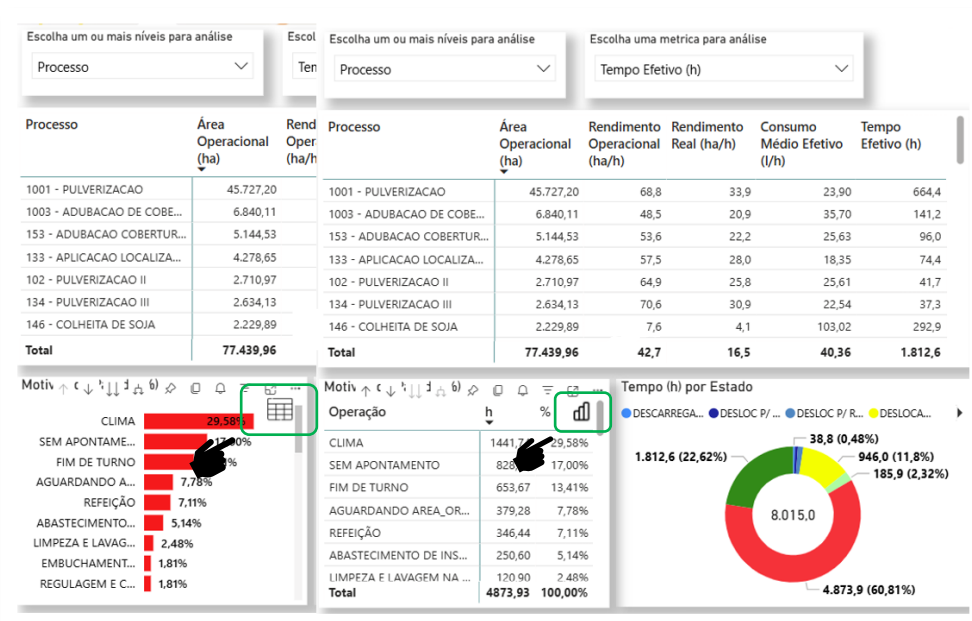 Escolha um ou mais níveis para análise
Escol
Processo
Ten
Processo
Área Operacional (ha)
Rend
Oper
(ha/h
1001 - PULVERIZACAO 45.727,20
1003 - ADUBACAO DE COBE... 6.840,11
153 - ADUBACAO COBERTUR... 5.144,53
133 - APLICACAO LOCALIZA... 4.278,65
102 - PULVERIZACAO II 2.710,97
134 - PULVERIZACAO III 2.634,13
146 - COLHEITA DE SOJA 2.229,89
Total 77.439,96
Escolha um ou mais níveis para análise
Escolha uma metrica para análise
Processo
Tempo Efetivo (h)
Processo
Área Operacional (ha)
Rendimento Operacional (ha/h)
Rendimento Real (ha/h)
Consumo Médio Efetivo (l/h)
Tempo Efetivo (h)
1001 - PULVERIZACAO 45.727,20 68,8 33,9 23,90 664,4
1003 - ADUBACAO DE COBE... 6.840,11 48,5 20,9 35,70 141,2
153 - ADUBACAO COBERTUR... 5.144,53 53,6 22,2 25,63 96,0
133 - APLICACAO LOCALIZA... 4.278,65 57,5 28,0 18,35 74,4
102 - PULVERIZACAO II 2.710,97 64,9 25,8 25,61 41,7
134 - PULVERIZACAO III 2.634,13 70,6 30,9 22,54 37,3
146 - COLHEITA DE SOJA 2.229,89 7,6 4,1 103,02 292,9
Total 77.439,96 42,7 16,5 40,36 1.812,6
Motiv
CLIMA 29,58%
SEM APONTAME...
FIM DE TURNO
AGUARDANDO A... 7,78%
REFEIÇÃO 7,11%
ABASTECIMENTO... 5,14%
LIMPEZA E LAVAG... 2,48%
EMBUCHAMENT... 1,81%
REGULAGEM E C... 1,81%
Motiv
Operação h %
CLIMA 29,58%
SEM APONTAMENTO 17,00%
FIM DE TURNO 653,67 13,41%
AGUARDANDO AREA_OR... 379,28 7,78%
REFEIÇÃO 346,44 7,11%
ABASTECIMENTO DE INS... 250,60 5,14%
LIMPEZA E LAVAGEM NA ... 120,90 2,48%
Total 4873,93 100,00%
Tempo (h) por Estado
DESCARREGA... DESLOC P/ ... DESLOC P/ R... DESLOCA...
38,8 (0,48%)
1.812,6 (22,62%)
946,0 (11,8%)
185,9 (2,32%)
8.015,0
4.873,9 (60,81%)